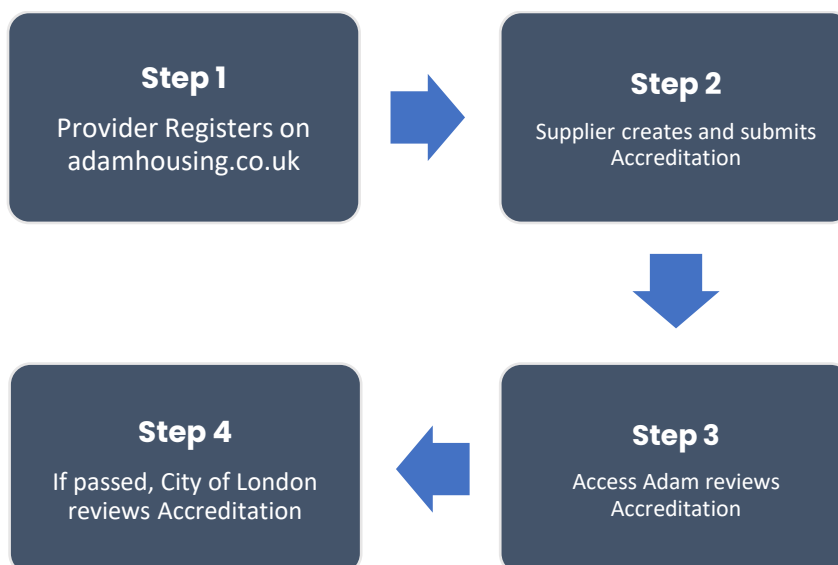 Step 1
Provider Registers on
adamhousing.co.uk
Step 2
Supplier creates and submits
Accreditation
Step 3
Access Adam reviews
Accreditation
Step 4
If passed, City of London
reviews Accreditation